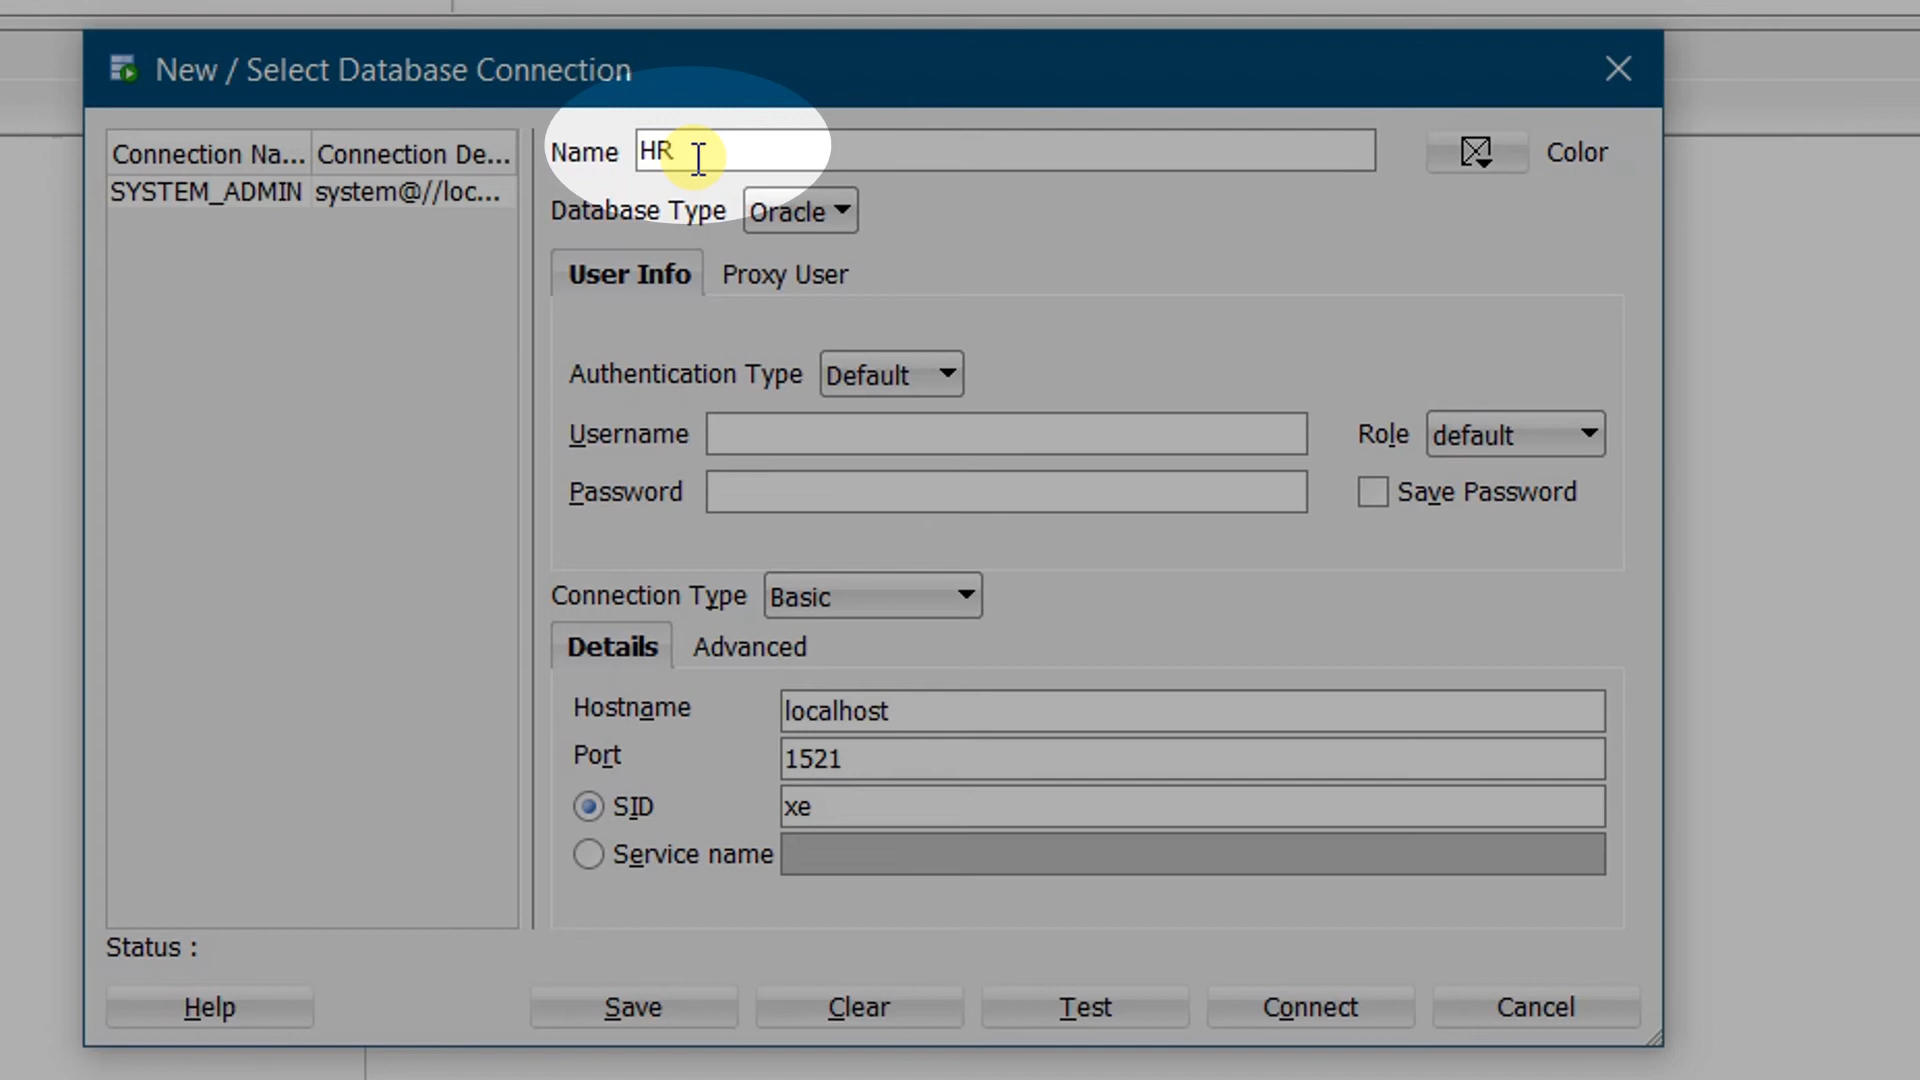 New / Select Database Connection
Connection Na... Connection De...
SYSTEM_ADMIN system@//loc...
Name HR Color
Database Type Oracle
User Info Proxy User
Authentication Type Default
Username Role default
Password Save Password
Connection Type Basic
Details Advanced
Hostname localhost
Port 1521
SID xe
Service name
Status :
Help Save Clear Test Connect Cancel